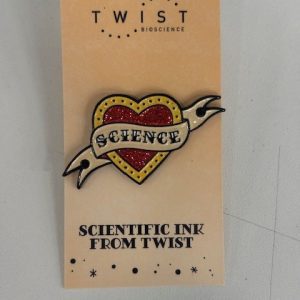 TWIST
BIOSCIENCE
SCIENCE
SCIENTIFIC INK
FROM TWIST